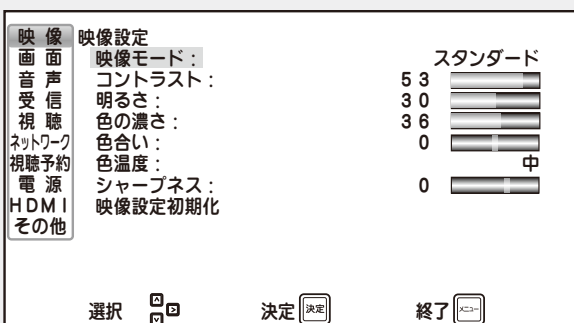 映像
画面
音声
受信
視聴
ネットワーク
視聴予約
電源
HDMI
その他
映像設定
映像モード： スタンダード
コントラスト： 53
明るさ： 30
色の濃さ： 36
色合い： 0
色温度： 中
シャープネス： 0
映像設定初期化
選択 決定 決定 終了 メニュー